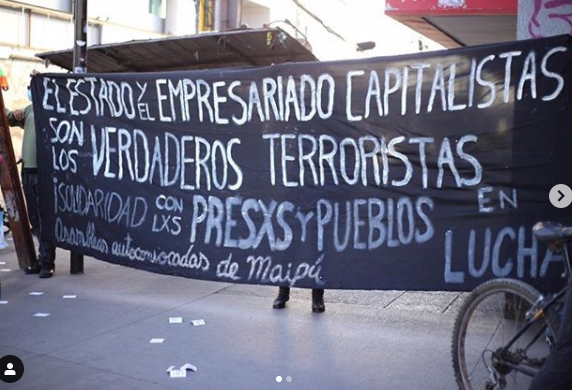 EL ESTADO Y EL EMPRESARIADO CAPITALISTAS
SON LOS VERDADEROS TERRORISTAS
¡SOLIDARIDAD CON LXS PRESXS Y PUEBLOS EN LUCHA
Asambleas autoconvocadas de Maipú